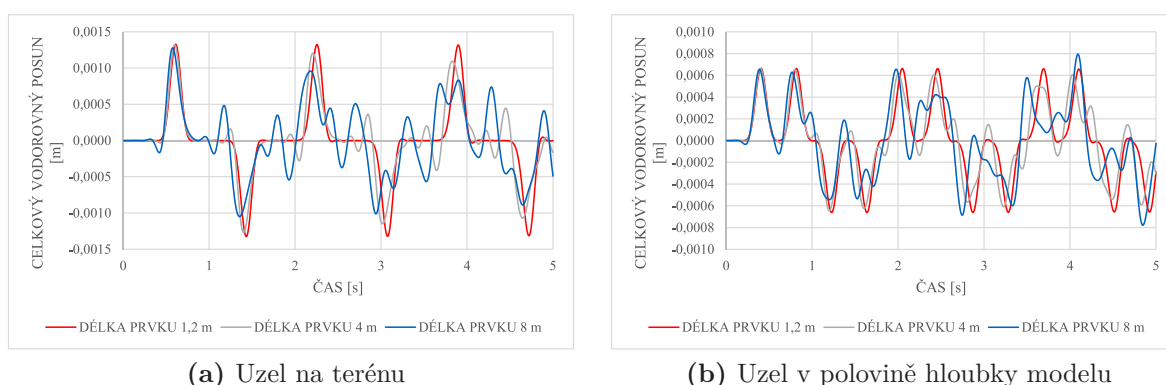 CELKOVÝ VODOROVNÝ POSUN
[m]
0,0015
0,0010
0,0005
0,0000
-0,0005
-0,0010
-0,0015
0 1 2 3 4 5
ČAS [s]
DÉLKA PRVKU 1,2 m DÉLKA PRVKU 4 m DÉLKA PRVKU 8 m
(a) Uzel na terénu
CELKOVÝ VODOROVNÝ POSUN
[m]
0,0010
0,0008
0,0006
0,0004
0,0002
0,0000
-0,0002
-0,0004
-0,0006
-0,0008
-0,0010
0 1 2 3 4 5
ČAS [s]
DÉLKA PRVKU 1,2 m DÉLKA PRVKU 4 m DÉLKA PRVKU 8 m
(b) Uzel v polovině hloubky modelu